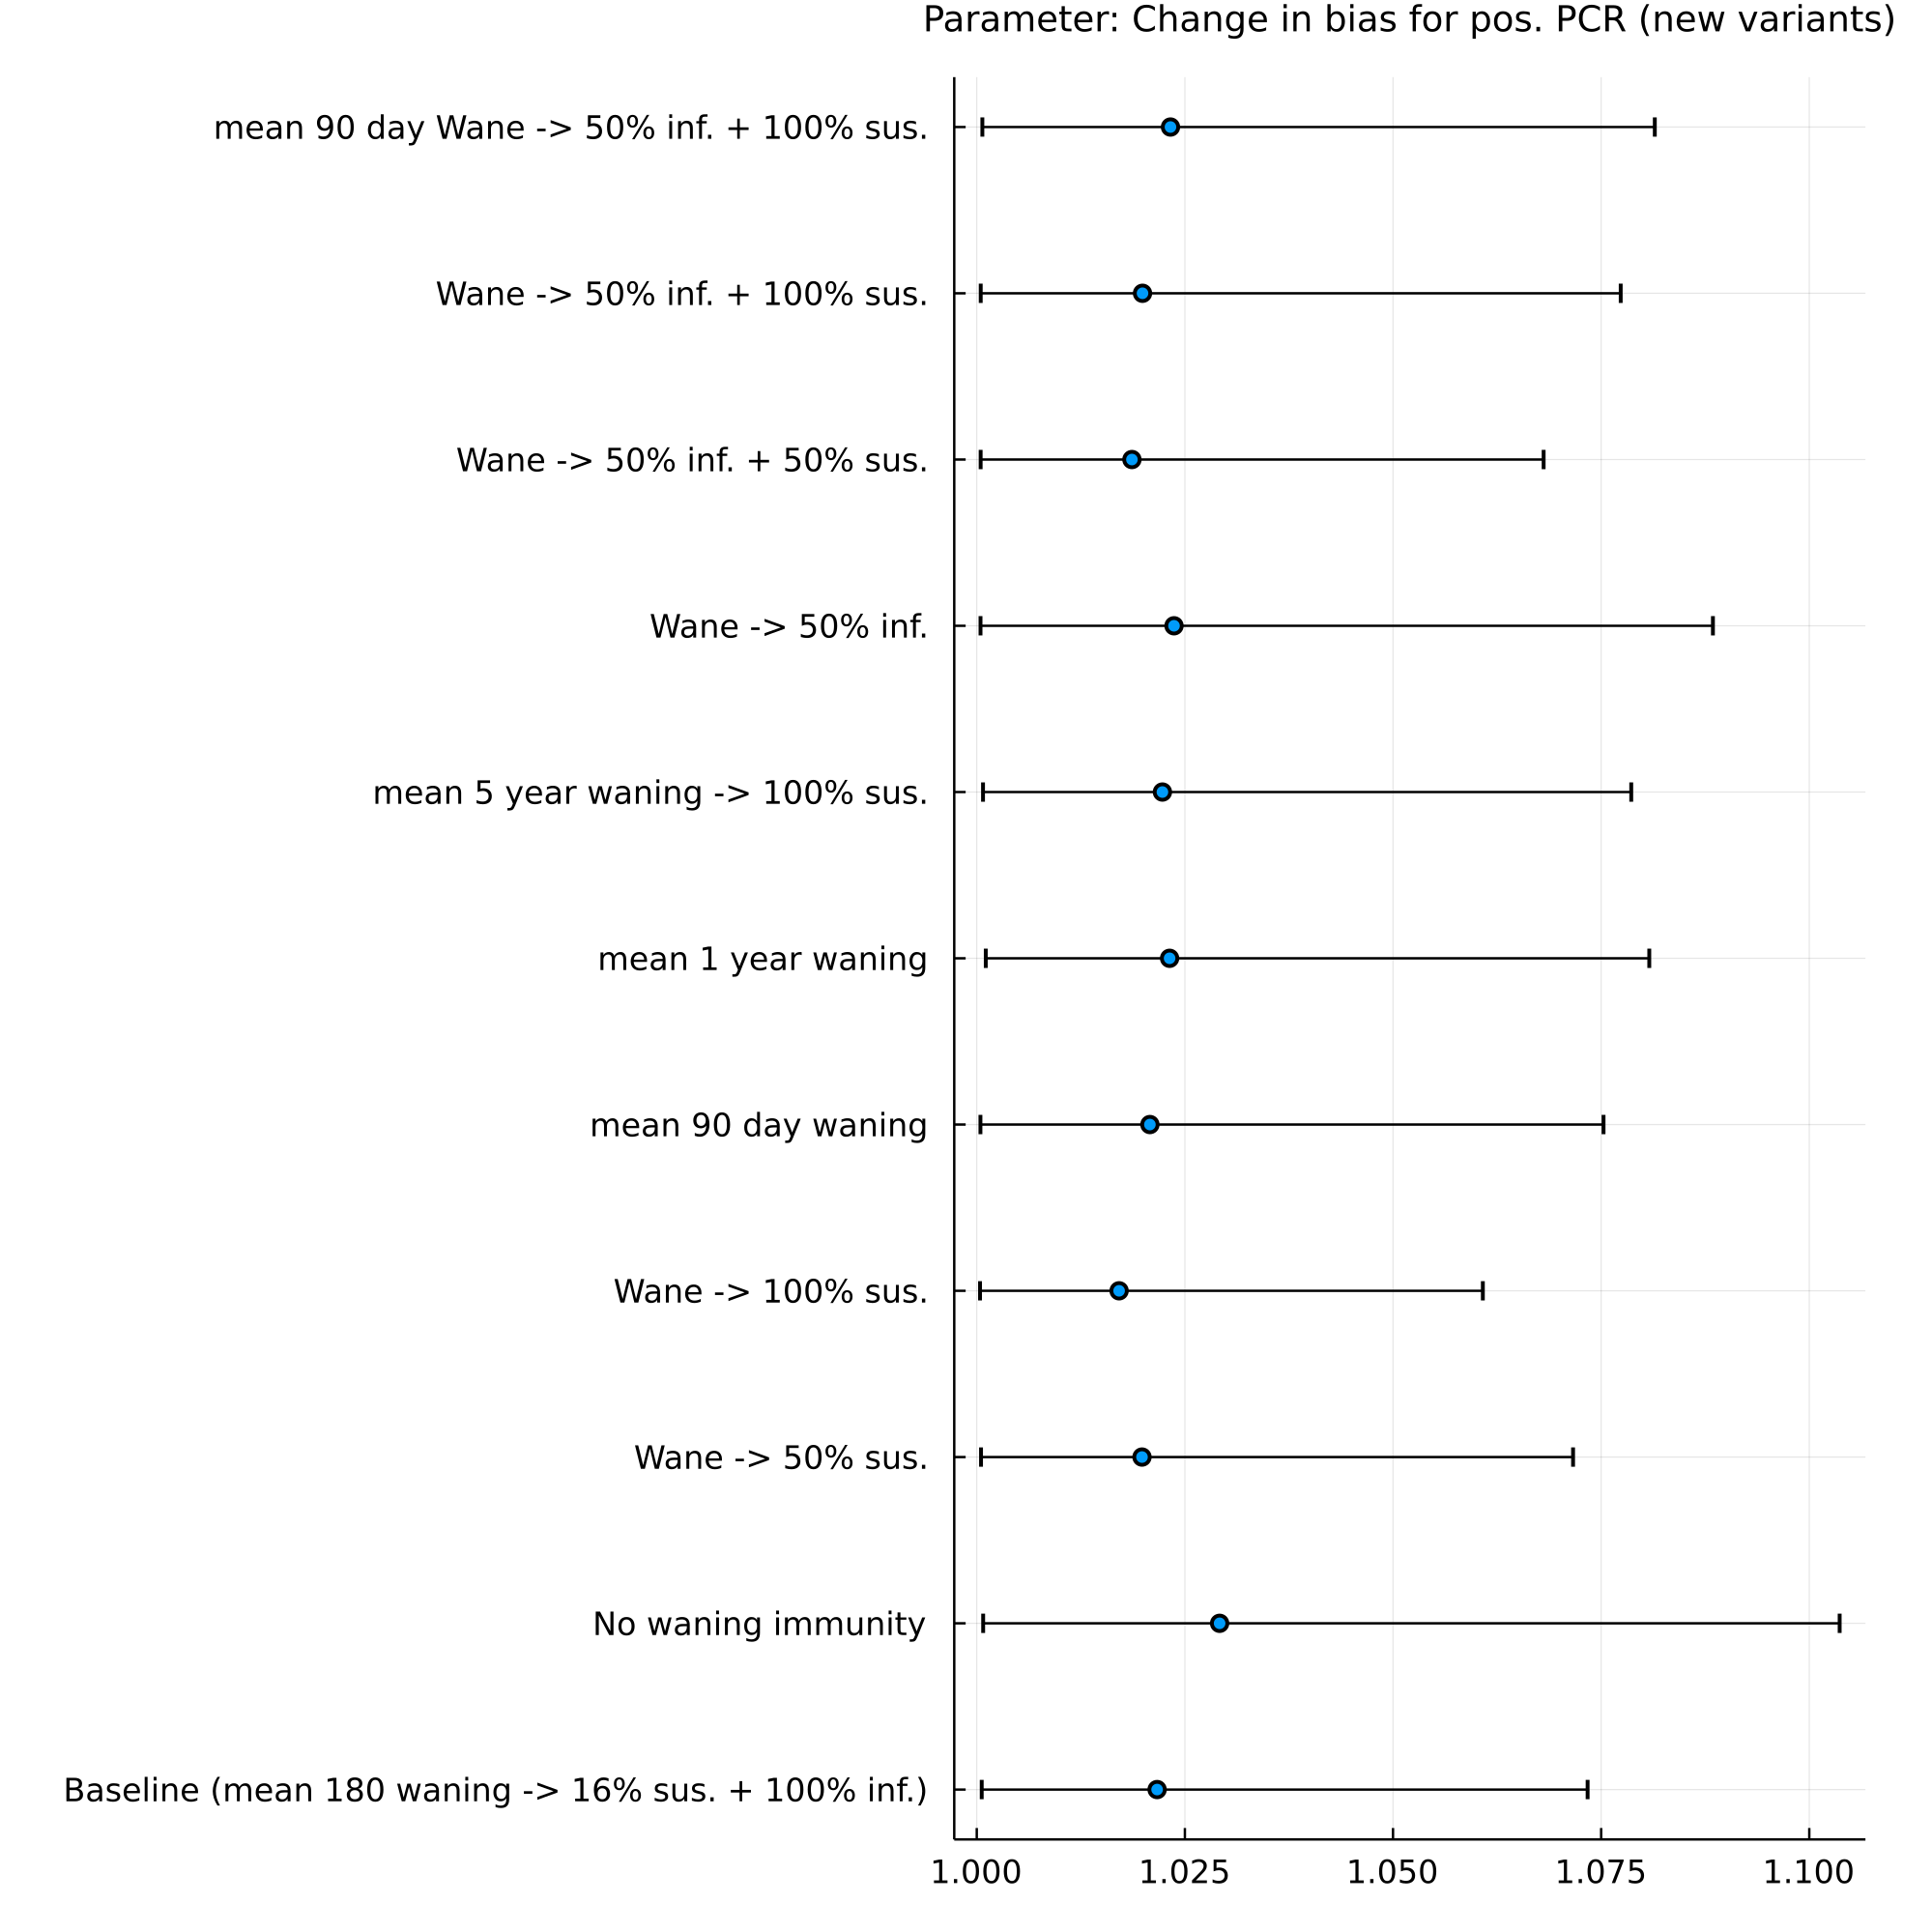 Parameter: Change in bias for pos. PCR (new variants)
mean 90 day Wane -> 50% inf. + 100% sus.
Wane -> 50% inf. + 100% sus.
Wane -> 50% inf. + 50% sus.
Wane -> 50% inf.
mean 5 year waning -> 100% sus.
mean 1 year waning
mean 90 day waning
Wane -> 100% sus.
Wane -> 50% sus.
No waning immunity
Baseline (mean 180 waning -> 16% sus. + 100% inf.)
1.000 1.025 1.050 1.075 1.100